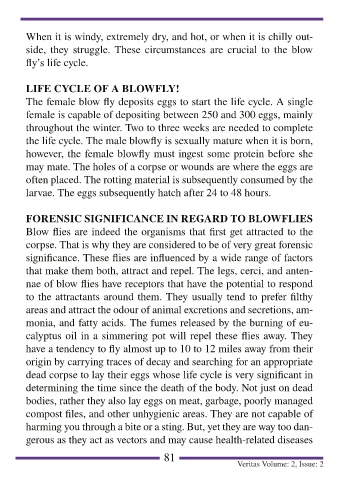 When it is windy, extremely dry, and hot, or when it is chilly out-
side, they struggle. These circumstances are crucial to the blow
fly's life cycle.
LIFE CYCLE OF A BLOWFLY!
The female blow fly deposits eggs to start the life cycle. A single
female is capable of depositing between 250 and 300 eggs, mainly
throughout the winter. Two to three weeks are needed to complete
the life cycle. The male blowfly is sexually mature when it is born,
however, the female blowfly must ingest some protein before she
may mate. The holes of a corpse or wounds are where the eggs are
often placed. The rotting material is subsequently consumed by the
larvae. The eggs subsequently hatch after 24 to 48 hours.
FORENSIC SIGNIFICANCE IN REGARD TO BLOWFLIES
Blow flies are indeed the organisms that first get attracted to the
corpse. That is why they are considered to be of very great forensic
significance. These flies are influenced by a wide range of factors
that make them both, attract and repel. The legs, cerci, and anten-
nae of blow flies have receptors that have the potential to respond
to the attractants around them. They usually tend to prefer filthy
areas and attract the odour of animal excretions and secretions, am-
monia, and fatty acids. The fumes released by the burning of eu-
calyptus oil in a simmering pot will repel these flies away. They
have a tendency to fly almost up to 10 to 12 miles away from their
origin by carrying traces of decay and searching for an appropriate
dead corpse to lay their eggs whose life cycle is very significant in
determining the time since the death of the body. Not just on dead
bodies, rather they also lay eggs on meat, garbage, poorly managed
compost files, and other unhygienic areas. They are not capable of
harming you through a bite or a sting. But, yet they are way too dan-
gerous as they act as vectors and may cause health-related diseases
81
Veritas Volume: 2, Issue: 2